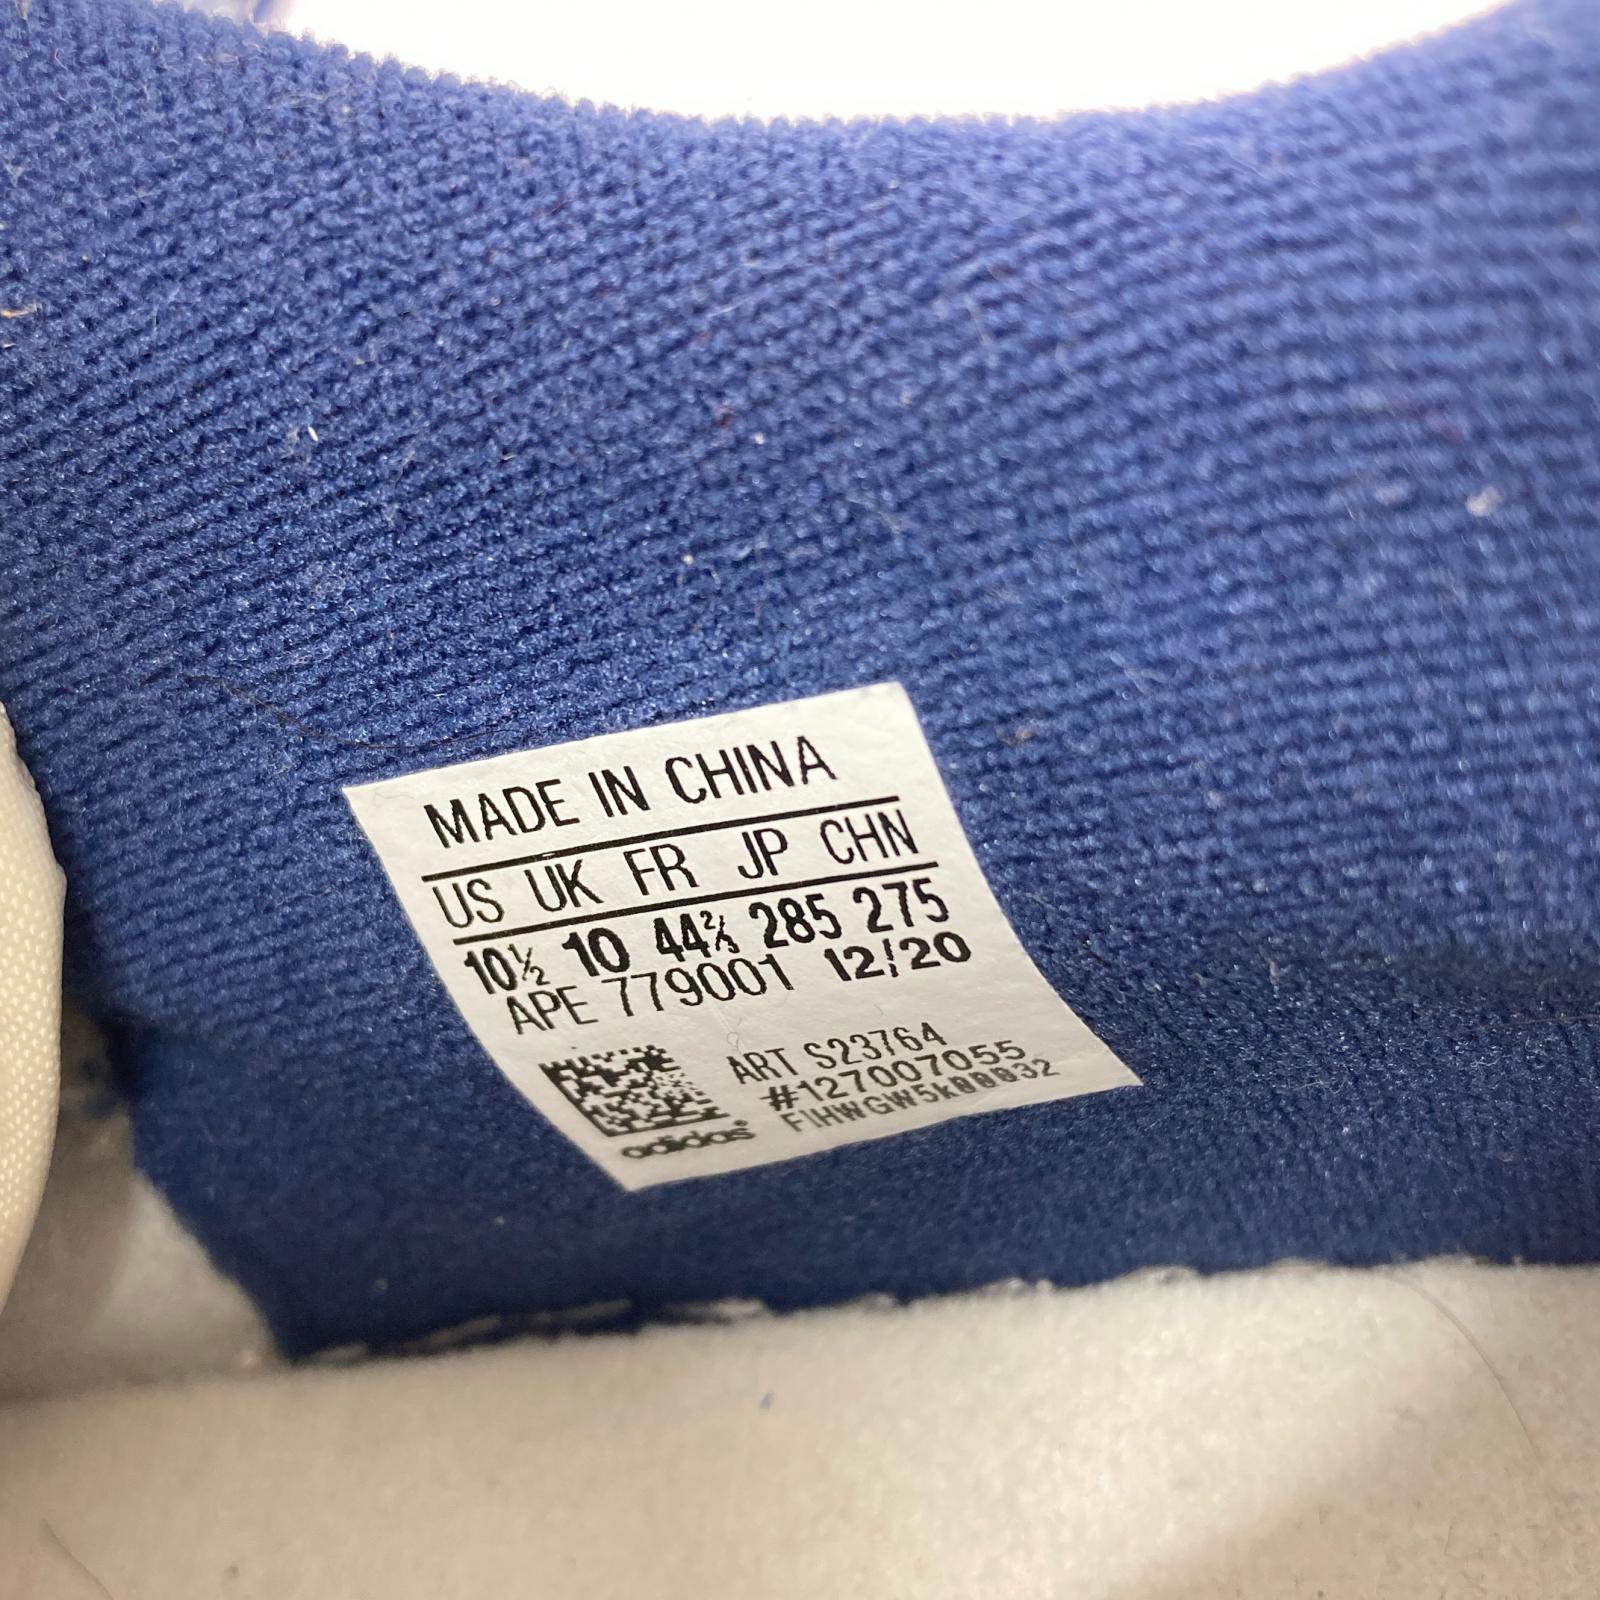 MADE IN CHINA
US UK FR JP CHN
10½ 10 44⅔ 285 275
APE 779001 12/20
ART S23764
#127007055
adidas